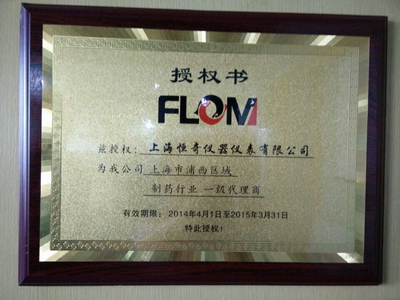 授权书
FLOM
兹授权：上海恒奇仪器仪表有限公司
为我公司上海市浦西区域
制药行业一级代理商
有效期限：2014年4月1日至2015年3月31日
特此授权！